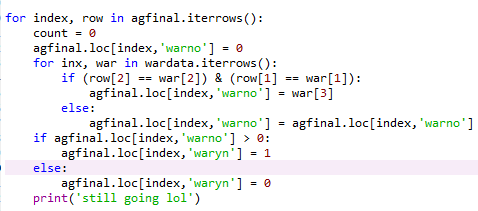 for index, row in agfinal.iterrows():
    count = 0
    agfinal.loc[index,'warno'] = 0
    for inx, war in wardata.iterrows():
        if (row[2] == war[2]) & (row[1] == war[1]):
            agfinal.loc[index,'warno'] = war[3]
        else:
            agfinal.loc[index,'warno'] = agfinal.loc[index,'warno']
    if agfinal.loc[index,'warno'] > 0:
        agfinal.loc[index,'waryn'] = 1
    else:
        agfinal.loc[index,'waryn'] = 0
    print('still going lol')